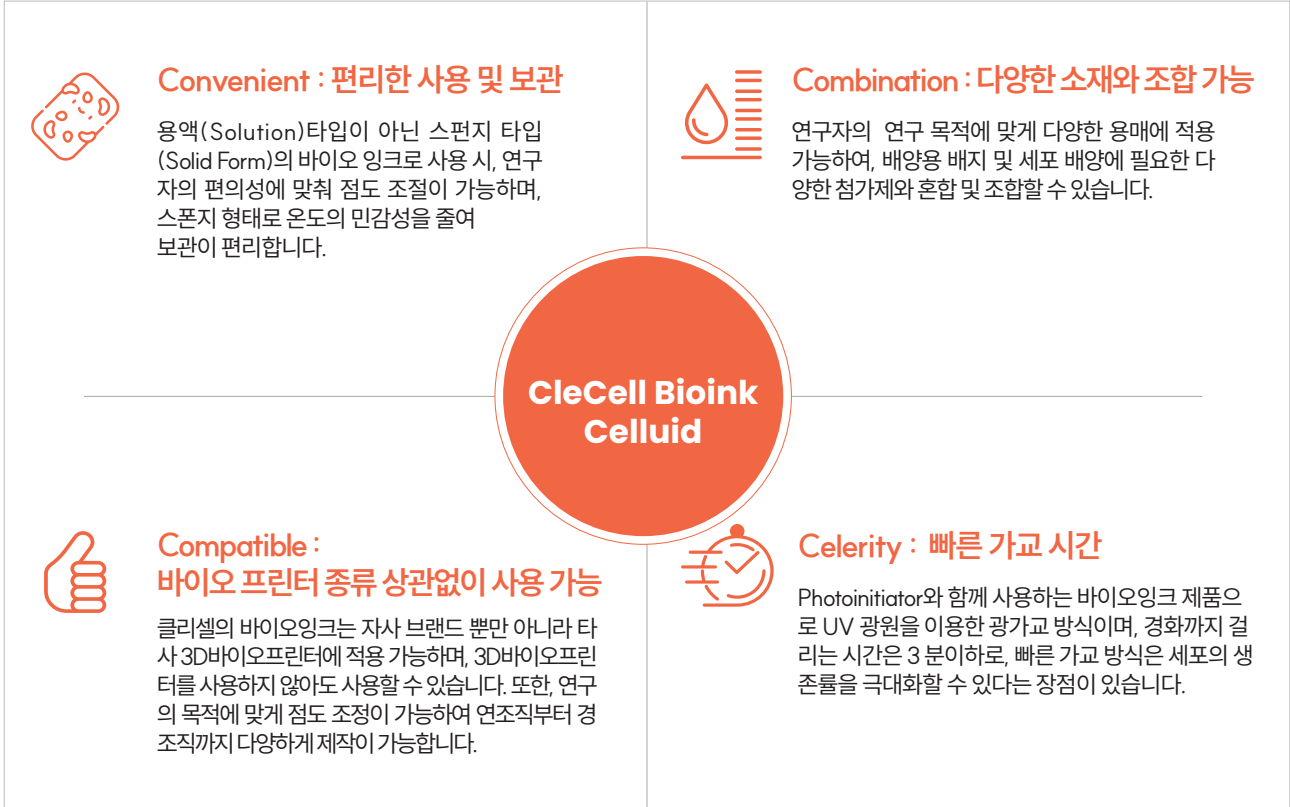 Convenient : 편리한 사용 및 보관
용액(Solution)타입이 아닌 스펀지 타입
(Solid Form)의 바이오 잉크로 사용 시, 연구
자의 편의성에 맞춰 점도 조절이 가능하며,
스폰지 형태로 온도의 민감성을 줄여
보관이 편리합니다.
Combination : 다양한 소재와 조합 가능
연구자의 연구 목적에 맞게 다양한 용매에 적용
가능하여, 배양용 배지 및 세포 배양에 필요한 다
양한 첨가제와 혼합 및 조합할 수 있습니다.
CleCell Bioink
Celluid
Compatible :
바이오 프린터 종류 상관없이 사용 가능
클리셀의 바이오잉크는 자사 브랜드 뿐만 아니라 타
사 3D바이오프린터에 적용 가능하며, 3D바이오프린
터를 사용하지 않아도 사용할 수 있습니다. 또한, 연구
의 목적에 맞게 점도 조정이 가능하여 연조직부터 경
조직까지 다양하게 제작이 가능합니다.
Celerity : 빠른 가교 시간
Photoinitiator와 함께 사용하는 바이오잉크 제품으
로 UV 광원을 이용한 광가교 방식이며, 경화까지 걸
리는 시간은 3 분이하로, 빠른 가교 방식은 세포의 생
존률을 극대화할 수 있다는 장점이 있습니다.